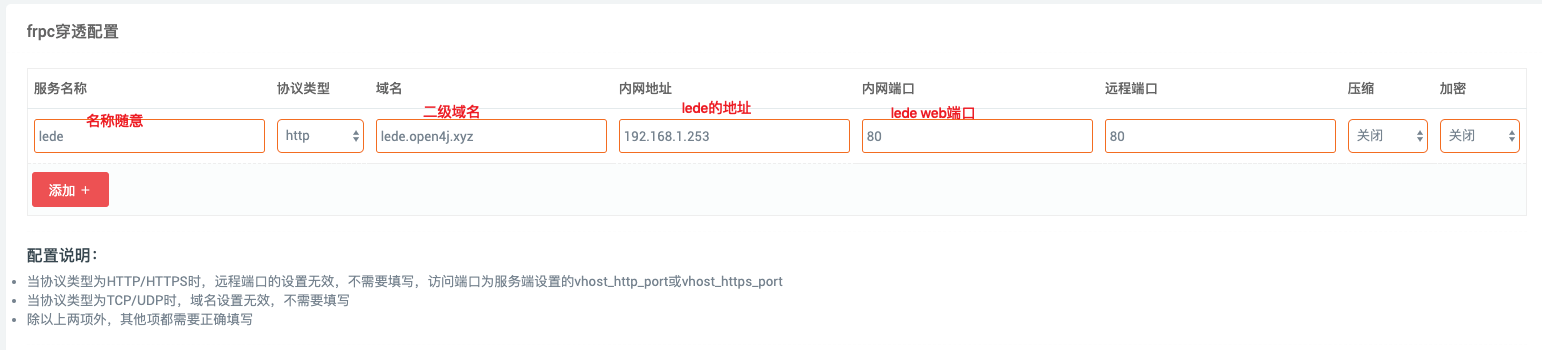 frpc穿透配置
服务名称 协议类型 域名 内网地址 内网端口 远程端口 压缩 加密
名称随意 二级域名 lede的地址 lede web端口
lede http lede.open4j.xyz 192.168.1.253 80 80 关闭 关闭
添加 +
配置说明：
当协议类型为HTTP/HTTPS时，远程端口的设置无效，不需要填写，访问端口为服务端设置的vhost_http_port或vhost_https_port
当协议类型为TCP/UDP时，域名设置无效，不需要填写
除以上两项外，其他项都需要正确填写